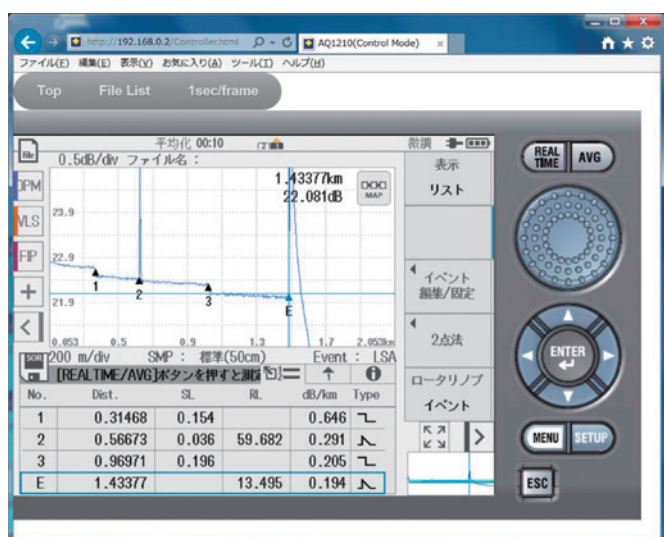 http://192.168.0.2/Controller.html
AQ1210(Control Mode)
ファイル(F) 編集(E) 表示(V) お気に入り(A) ツール(T) ヘルプ(H)
Top File List 1sec/frame
平均化 00:10
微調
File
0.5dB/div ファイル名：
1.43377km
22.081dB
MAP
表示
リスト
OPM
VLS
FIP
23.9
22.9
21.9
1
2
3
E
イベント
編集/固定
2点法
0.053 0.5 0.9 1.3 1.7 2.053km
200 m/div SMP： 標準(50cm) Event ： LSA
SOR
[REALTIME/AVG]ボタンを押すと測
ロータリノブ
イベント
No. Dist. SL RL dB/km Type
1 0.31468 0.154 0.646
2 0.56673 0.036 59.682 0.291
3 0.96971 0.196 0.205
E 1.43377 13.495 0.194
REAL TIME
AVG
ENTER
MENU
SETUP
ESC